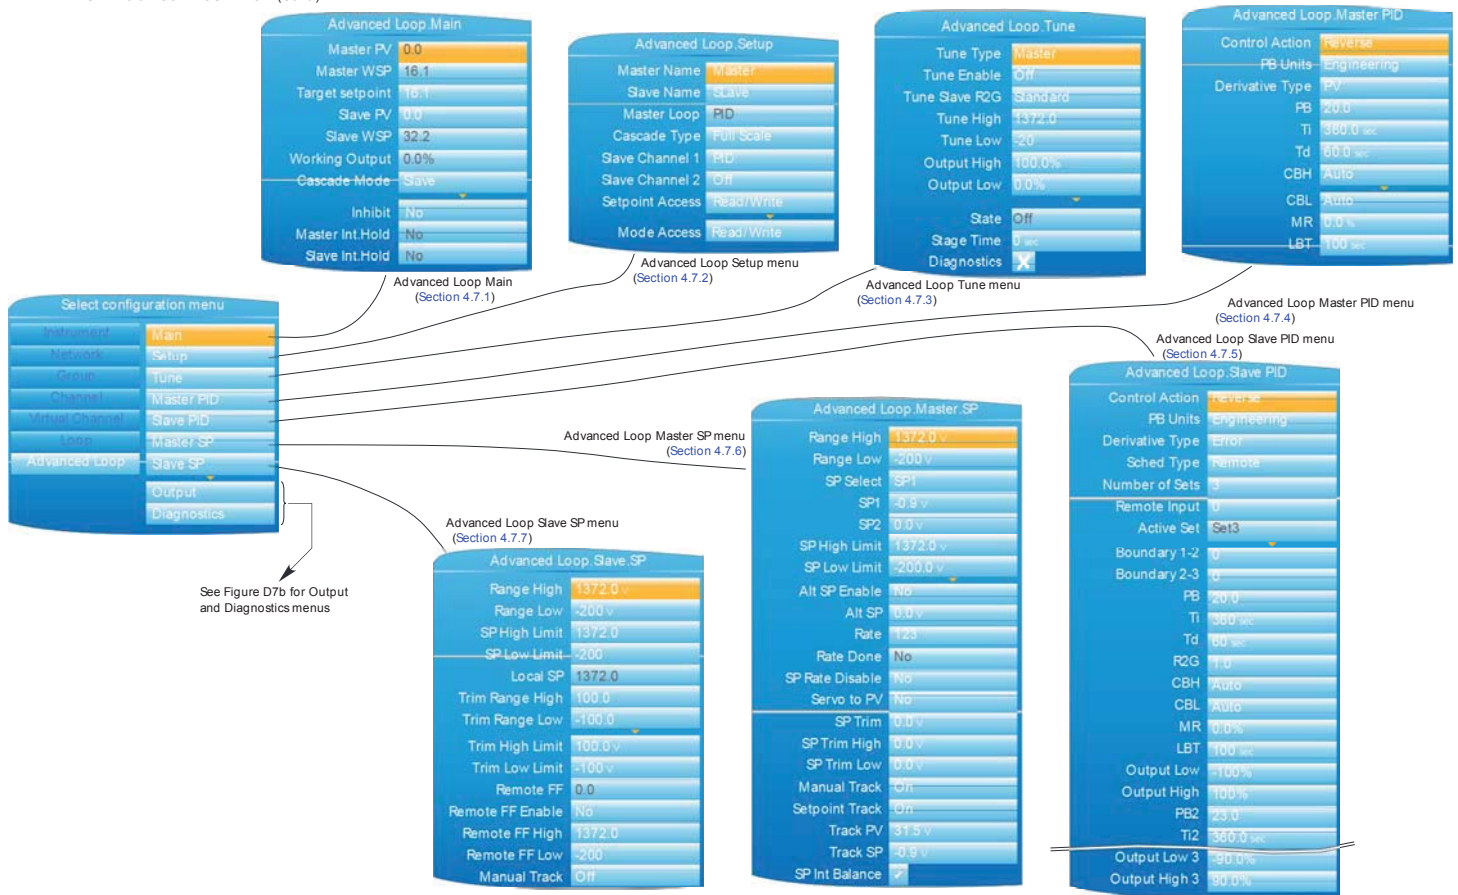 Advanced Loop.Main
Master PV 0.0
Master WSP 16.1
Target setpoint 16.1
Slave PV 0.0
Slave WSP 32.2
Working Output 0.0%
Cascade Mode Slave
Inhibit No
Master Int.Hold No
Slave Int.Hold No
Advanced Loop Main
(Section 4.7.1)
Advanced Loop.Setup
Master Name Master
Slave Name SLave
Master Loop PID
Cascade Type Full Scale
Slave Channel 1 PID
Slave Channel 2 Off
Setpoint Access Read/Write
Mode Access Read/Write
Advanced Loop Setup menu
(Section 4.7.2)
Advanced Loop.Tune
Tune Type Master
Tune Enable Off
Tune Slave R2G Standard
Tune High 1372.0
Tune Low -20
Output High 100.0%
Output Low 0.0%
State Off
Stage Time 0 sec
Diagnostics X
Advanced Loop Tune menu
(Section 4.7.3)
Advanced Loop.Master PID
Control Action Reverse
PB Units Engineering
Derivative Type PV
PB 20.0
Ti 360.0 sec
Td 60.0 sec
CBH Auto
CBL Auto
MR 0.0 %
LBT 100 sec
Advanced Loop Master PID menu
(Section 4.7.4)
Select configuration menu
Instrument Main
Network Setup
Group Tune
Channel Master PID
Virtual Channel Slave PID
Loop Master SP
Advanced Loop Slave SP
Output
Diagnostics
See Figure D7b for Output
and Diagnostics menus
Advanced Loop Slave PID menu
(Section 4.7.5)
Advanced Loop.Slave PID
Control Action Reverse
PB Units Engineering
Derivative Type Error
Sched Type Remote
Number of Sets 3
Remote Input 0
Active Set Set3
Boundary 1-2 0
Boundary 2-3 0
PB 20.0
Ti 360 sec
Td 60 sec
R2G 1.0
CBH Auto
CBL Auto
MR 0.0%
LBT 100 sec
Output Low -100%
Output High 100%
PB2 23.0
Ti2 360.0 sec
Output Low 3 -90.0%
Output High 3 90.0%
Advanced Loop Master SP menu
(Section 4.7.6)
Advanced Loop.Master.SP
Range High 1372.0 v
Range Low -200 v
SP Select SP1
SP1 -0.9 v
SP2 0.0 v
SP High Limit 1372.0 v
SP Low Limit -200.0 v
Alt SP Enable No
Alt SP 0.0 v
Rate 123
Rate Done No
SP Rate Disable No
Servo to PV No
SP Trim 0.0 v
SP Trim High 0.0 v
SP Trim Low 0.0 v
Manual Track On
Setpoint Track On
Track PV 31.5 v
Track SP -0.9 v
SP Int Balance ✓
Advanced Loop Slave SP menu
(Section 4.7.7)
Advanced Loop.Slave.SP
Range High 1372.0 v
Range Low -200 v
SP High Limit 1372.0
SP Low Limit -200
Local SP 1372.0
Trim Range High 100.0
Trim Range Low -100.0
Trim High Limit 100.0 v
Trim Low Limit -100 v
Remote FF 0.0
Remote FF Enable No
Remote FF High 1372.0
Remote FF Low -200
Manual Track Off